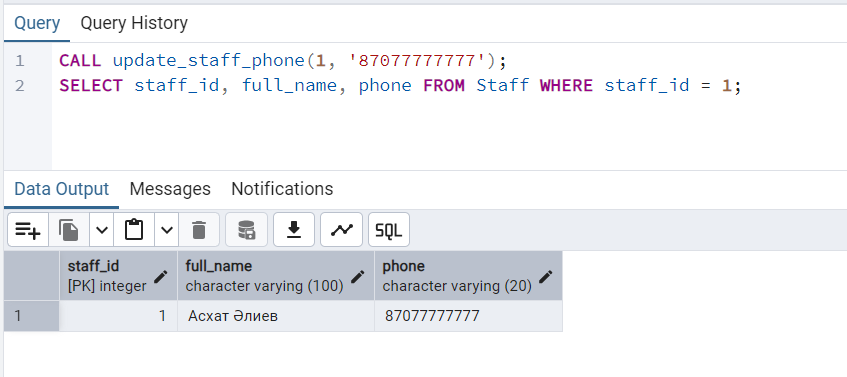 Query Query History
1 CALL update_staff_phone(1, '87077777777');
2 SELECT staff_id, full_name, phone FROM Staff WHERE staff_id = 1;
Data Output Messages Notifications
SQL
staff_id full_name phone
[PK] integer character varying (100) character varying (20)
1 1 Асхат Әлиев 87077777777